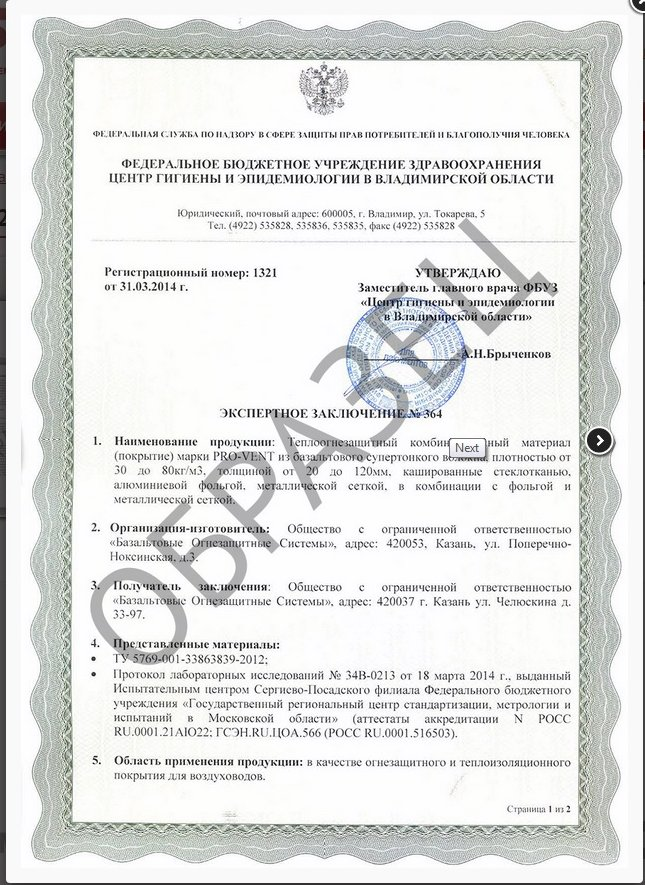 ФЕДЕРАЛЬНАЯ СЛУЖБА ПО НАДЗОРУ В СФЕРЕ ЗАЩИТЫ ПРАВ ПОТРЕБИТЕЛЕЙ И БЛАГОПОЛУЧИЯ ЧЕЛОВЕКА
ФЕДЕРАЛЬНОЕ БЮДЖЕТНОЕ УЧРЕЖДЕНИЕ ЗДРАВООХРАНЕНИЯ
ЦЕНТР ГИГИЕНЫ И ЭПИДЕМИОЛОГИИ В ВЛАДИМИРСКОЙ ОБЛАСТИ
Юридический, почтовый адрес: 600005, г. Владимир, ул. Токарева, 5
Тел. (4922) 535828, 535836, 535835, факс (4922) 535828
Регистрационный номер: 1321
от 31.03.2014 г.
УТВЕРЖДАЮ
Заместитель главного врача ФБУЗ
«Центр гигиены и эпидемиологии
в Владимирской области»
А.Н.Брыченков
Для документов
ЭКСПЕРТНОЕ ЗАКЛЮЧЕНИЕ № 364
1. Наименование продукции: Теплоогнезащитный материал
(покрытие) марки PRO-VENT из базальтового супертонкого волокна, плотностью от
30 до 80кг/м3, толщиной от 20 до 120мм, кашированные стеклотканью,
алюминиевой фольгой, металлической сеткой, в комбинации с фольгой и
металлической сеткой.
Next
2. Организация-изготовитель: Общество с ограниченной ответственностью
«Базальтовые Огнезащитные Системы», адрес: 420053, Казань, ул. Поперечно-
Ноксинская, д.3.
3. Получатель заключения: Общество с ограниченной ответственностью
«Базальтовые Огнезащитные Системы», адрес: 420037 г. Казань ул. Челюскина д.
33-97.
4. Представленные материалы:
• ТУ 5769-001-33863839-2012;
• Протокол лабораторных исследований № 34В-0213 от 18 марта 2014 г., выданный
Испытательным центром Сергиево-Посадского филиала Федерального бюджетного
учреждения «Государственный региональный центр стандартизации, метрологии и
испытаний в Московской области» (аттестаты аккредитации N РОСС
RU.0001.21АЮ22; ГСЭН.RU.ЦОА.566 (РОСС RU.0001.516503).
5. Область применения продукции: в качестве огнезащитного и теплоизоляционного
покрытия для воздуховодов.
Страница 1 из 2
ОБРАЗЕЦ